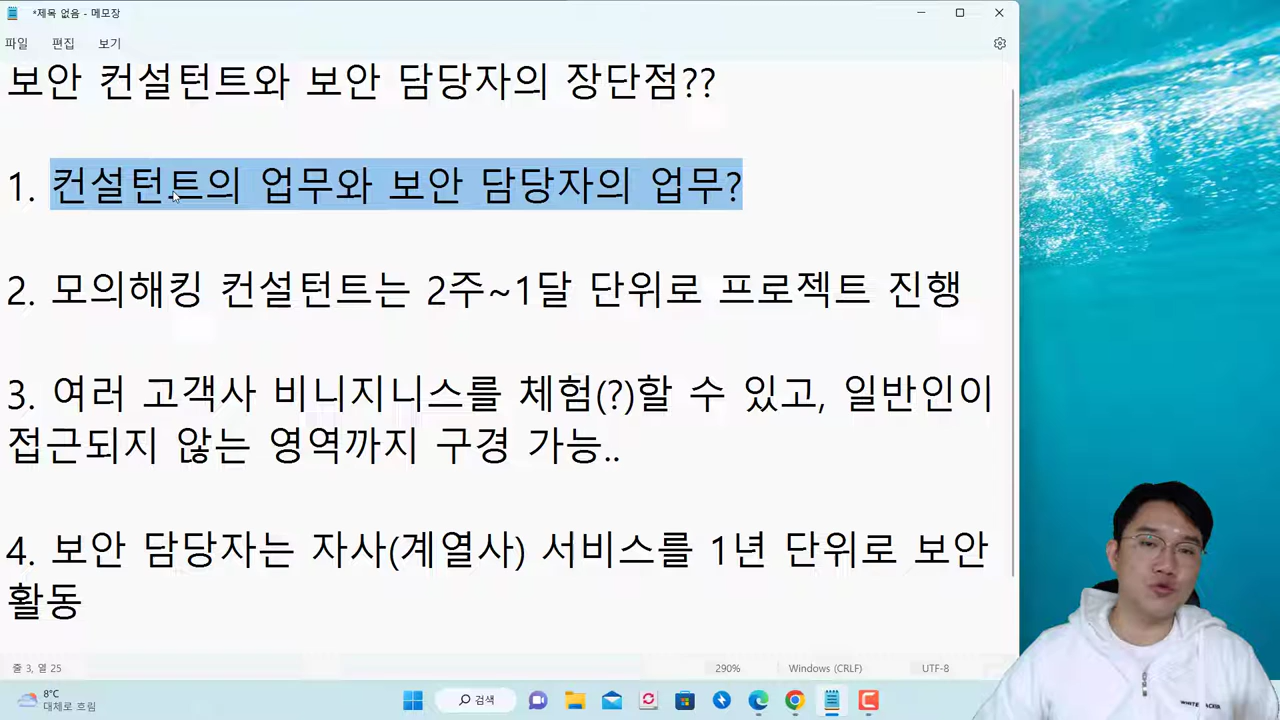 *제목 없음 - 메모장
파일 편집 보기
보안 컨설턴트와 보안 담당자의 장단점??
1. 컨설턴트의 업무와 보안 담당자의 업무?
2. 모의해킹 컨설턴트는 2주~1달 단위로 프로젝트 진행
3. 여러 고객사 비니지니스를 체험(?)할 수 있고, 일반인이
접근되지 않는 영역까지 구경 가능..
4. 보안 담당자는 자사(계열사) 서비스를 1년 단위로 보안
활동
줄 3, 열 25 290% Windows (CRLF) UTF-8
8°C
대체로 흐림
검색